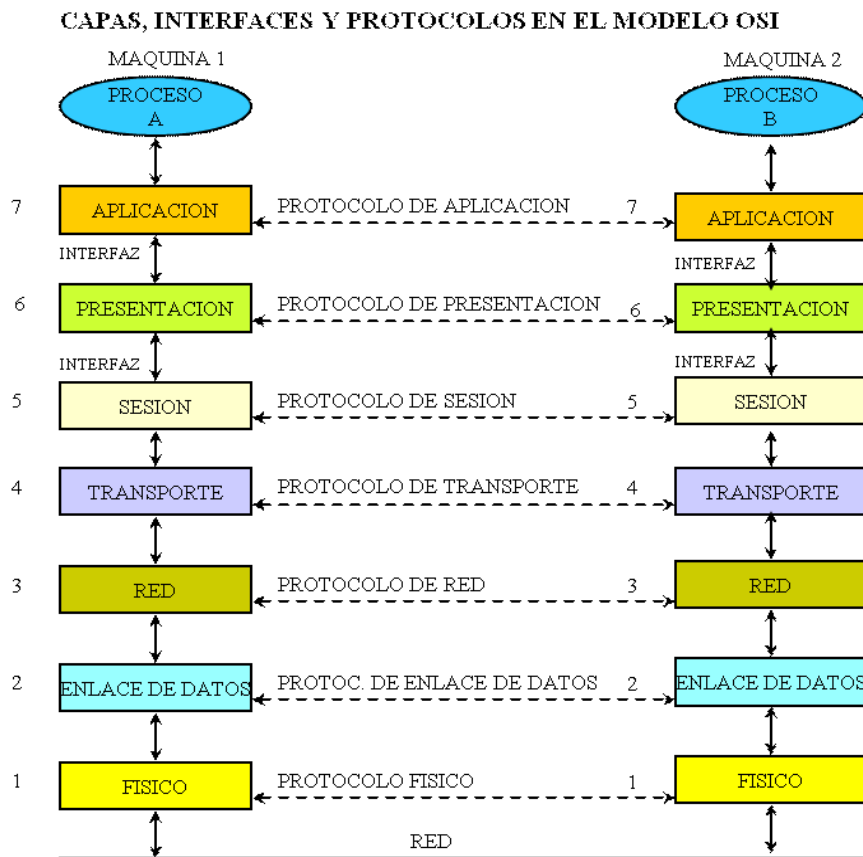 CAPAS, INTERFACES Y PROTOCOLOS EN EL MODELO OSI
MAQUINA 1
MAQUINA 2
PROCESO
A
PROCESO
B
7
APLICACION
PROTOCOLO DE APLICACION
7
APLICACION
INTERFAZ
INTERFAZ
6
PRESENTACION
PROTOCOLO DE PRESENTACION
6
PRESENTACION
INTERFAZ
INTERFAZ
5
SESION
PROTOCOLO DE SESION
5
SESION
4
TRANSPORTE
PROTOCOLO DE TRANSPORTE
4
TRANSPORTE
3
RED
PROTOCOLO DE RED
3
RED
2
ENLACE DE DATOS
PROTOC. DE ENLACE DE DATOS
2
ENLACE DE DATOS
1
FISICO
PROTOCOLO FISICO
1
FISICO
RED